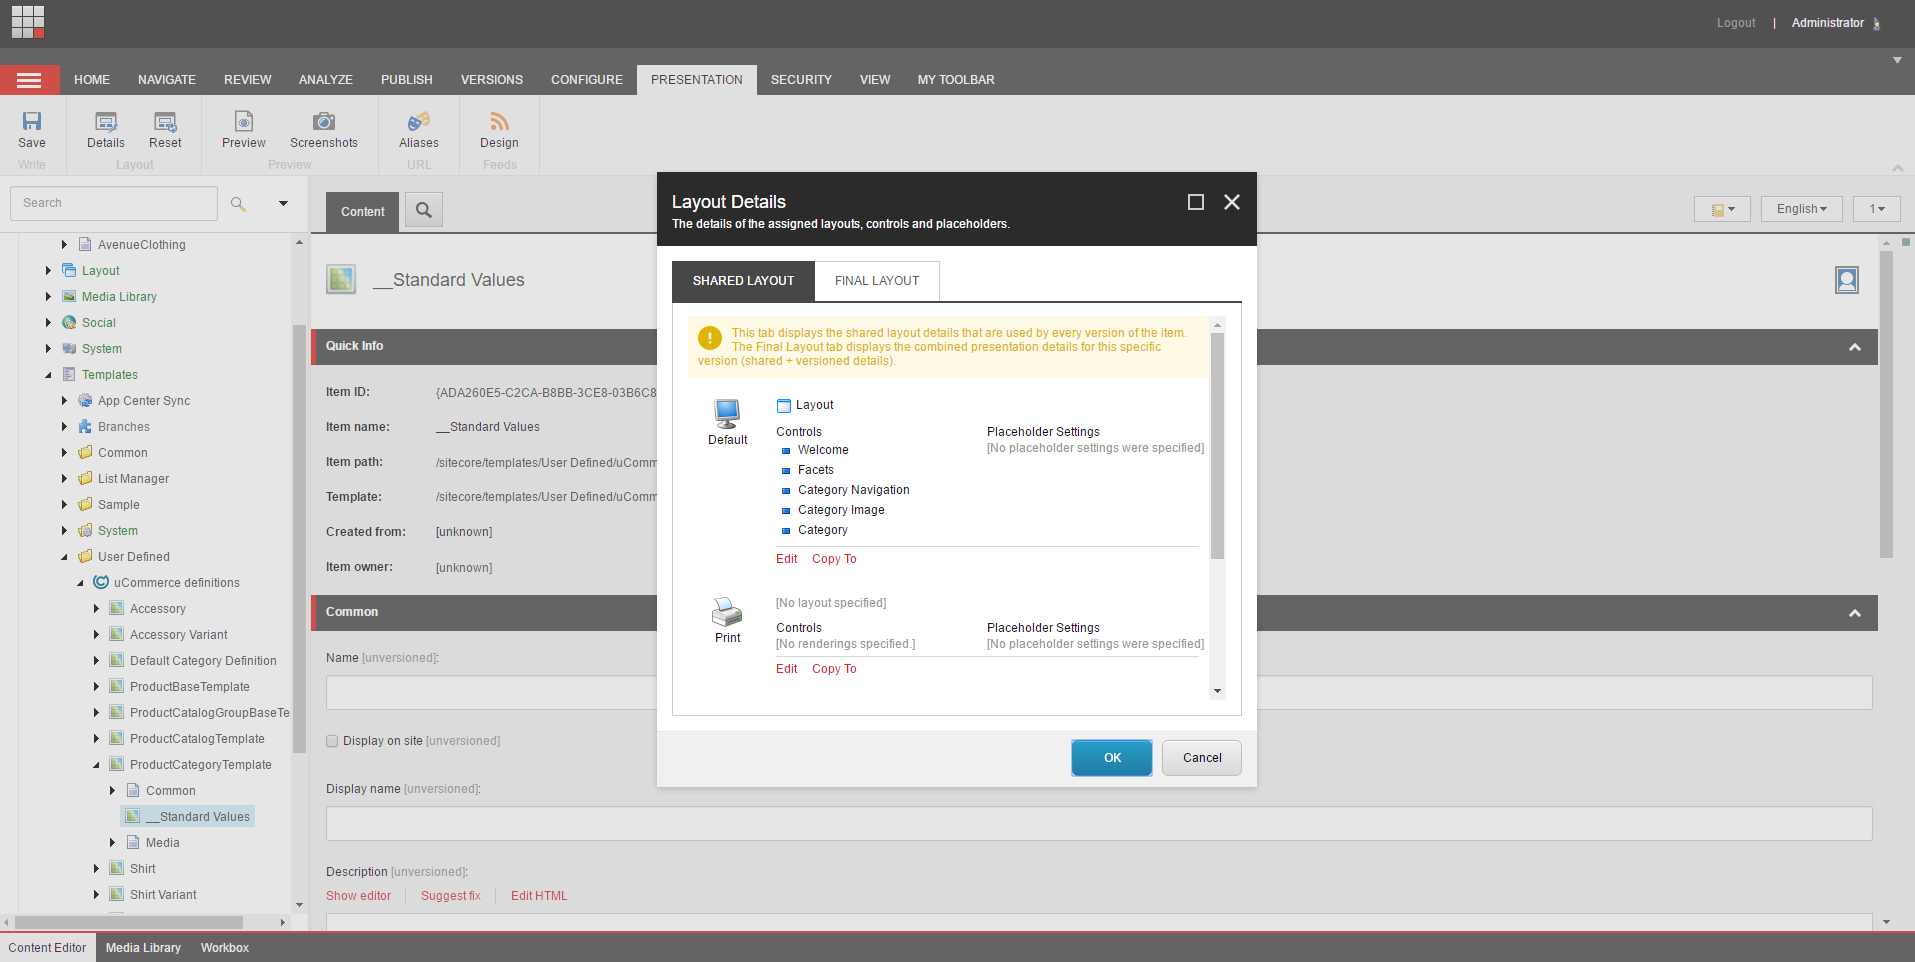 Logout | Administrator
HOME NAVIGATE REVIEW ANALYZE PUBLISH VERSIONS CONFIGURE PRESENTATION SECURITY VIEW MY TOOLBAR
Save Details Reset Preview Screenshots Aliases Design
Write Layout Preview URL Feeds
Search
Content
English
1
AvenueClothing
Layout
Media Library
Social
System
Templates
App Center Sync
Branches
Common
List Manager
Sample
System
User Defined
uCommerce definitions
Accessory
Accessory Variant
Default Category Definition
ProductBaseTemplate
ProductCatalogGroupBaseTe
ProductCatalogTemplate
ProductCategoryTemplate
Common
__Standard Values
Media
Shirt
Shirt Variant
__Standard Values
Quick Info
Item ID: {ADA260E5-C2CA-B8BB-3CE8-03B6C8
Item name: __Standard Values
Item path: /sitecore/templates/User Defined/uComm
Template: /sitecore/templates/User Defined/uComm
Created from: [unknown]
Item owner: [unknown]
Common
Name [unversioned]:
Display on site [unversioned]
Display name [unversioned]:
Description [unversioned]:
Show editor Suggest fix Edit HTML
Layout Details
The details of the assigned layouts, controls and placeholders.
SHARED LAYOUT FINAL LAYOUT
This tab displays the shared layout details that are used by every version of the item.
The Final Layout tab displays the combined presentation details for this specific
version (shared + versioned details).
Default
Layout
Controls Placeholder Settings
Welcome [No placeholder settings were specified]
Facets
Category Navigation
Category Image
Category
Edit Copy To
Print
[No layout specified]
Controls Placeholder Settings
[No renderings specified.] [No placeholder settings were specified]
Edit Copy To
OK Cancel
Content Editor Media Library Workbox